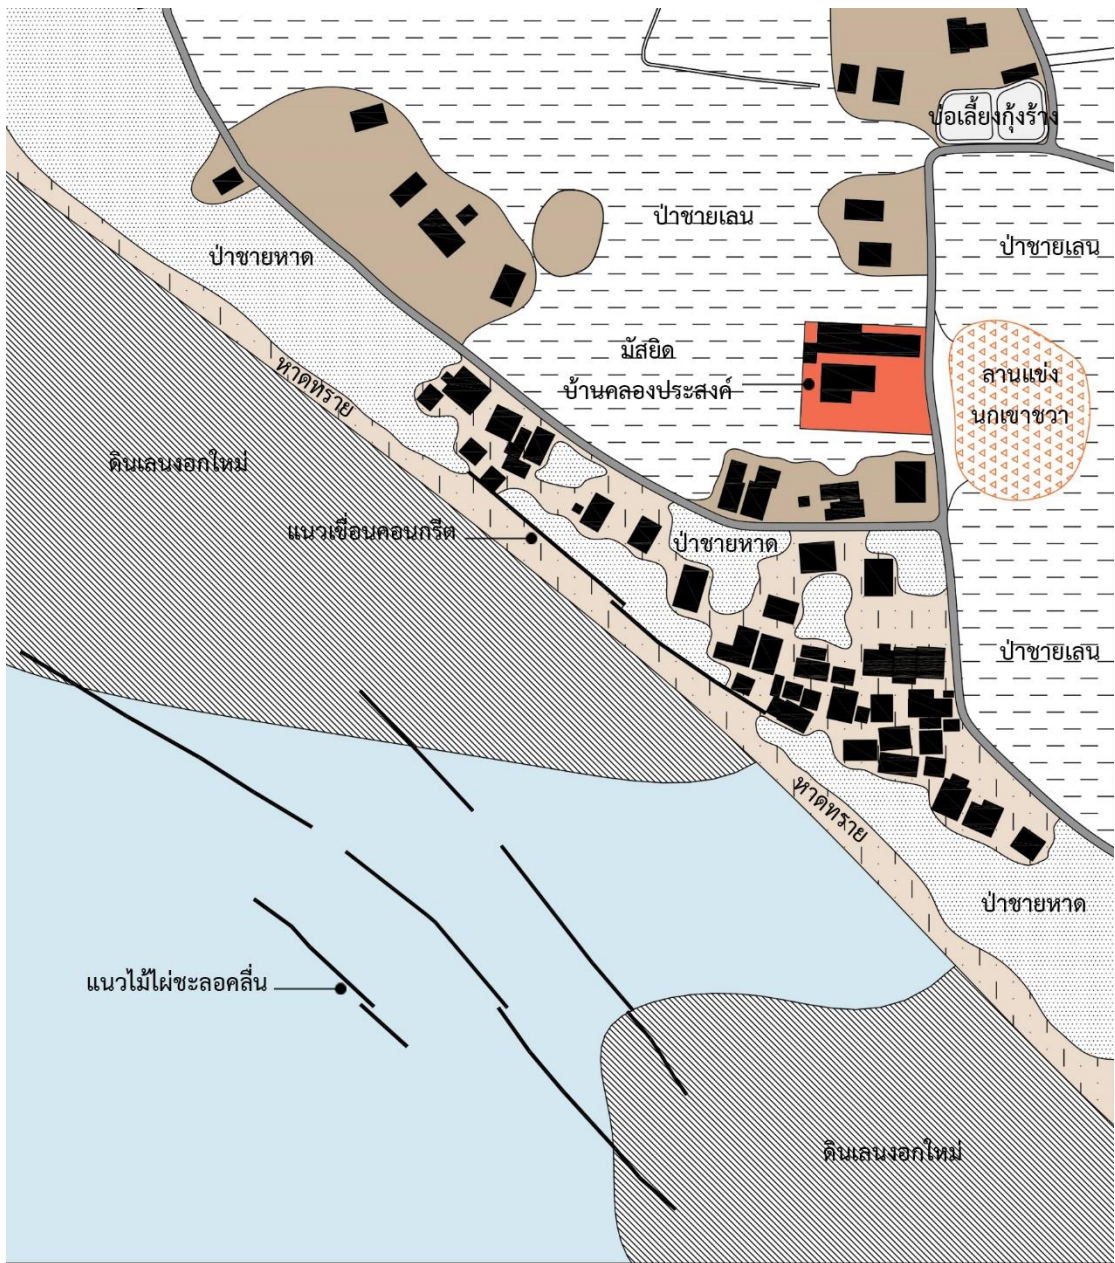 บ่อเลี้ยงกุ้งร้าง
ป่าชายเลน
ป่าชายเลน
ป่าชายหาด
มัสยิด
บ้านคลองประสงค์
ลานแข่ง
นกเขาชวา
หาดทราย
ดินเลนงอกใหม่
แนวเขื่อนคอนกรีต
ป่าชายหาด
ป่าชายเลน
หาดทราย
ป่าชายหาด
แนวไม้ไผ่ชะลอคลื่น
ดินเลนงอกใหม่